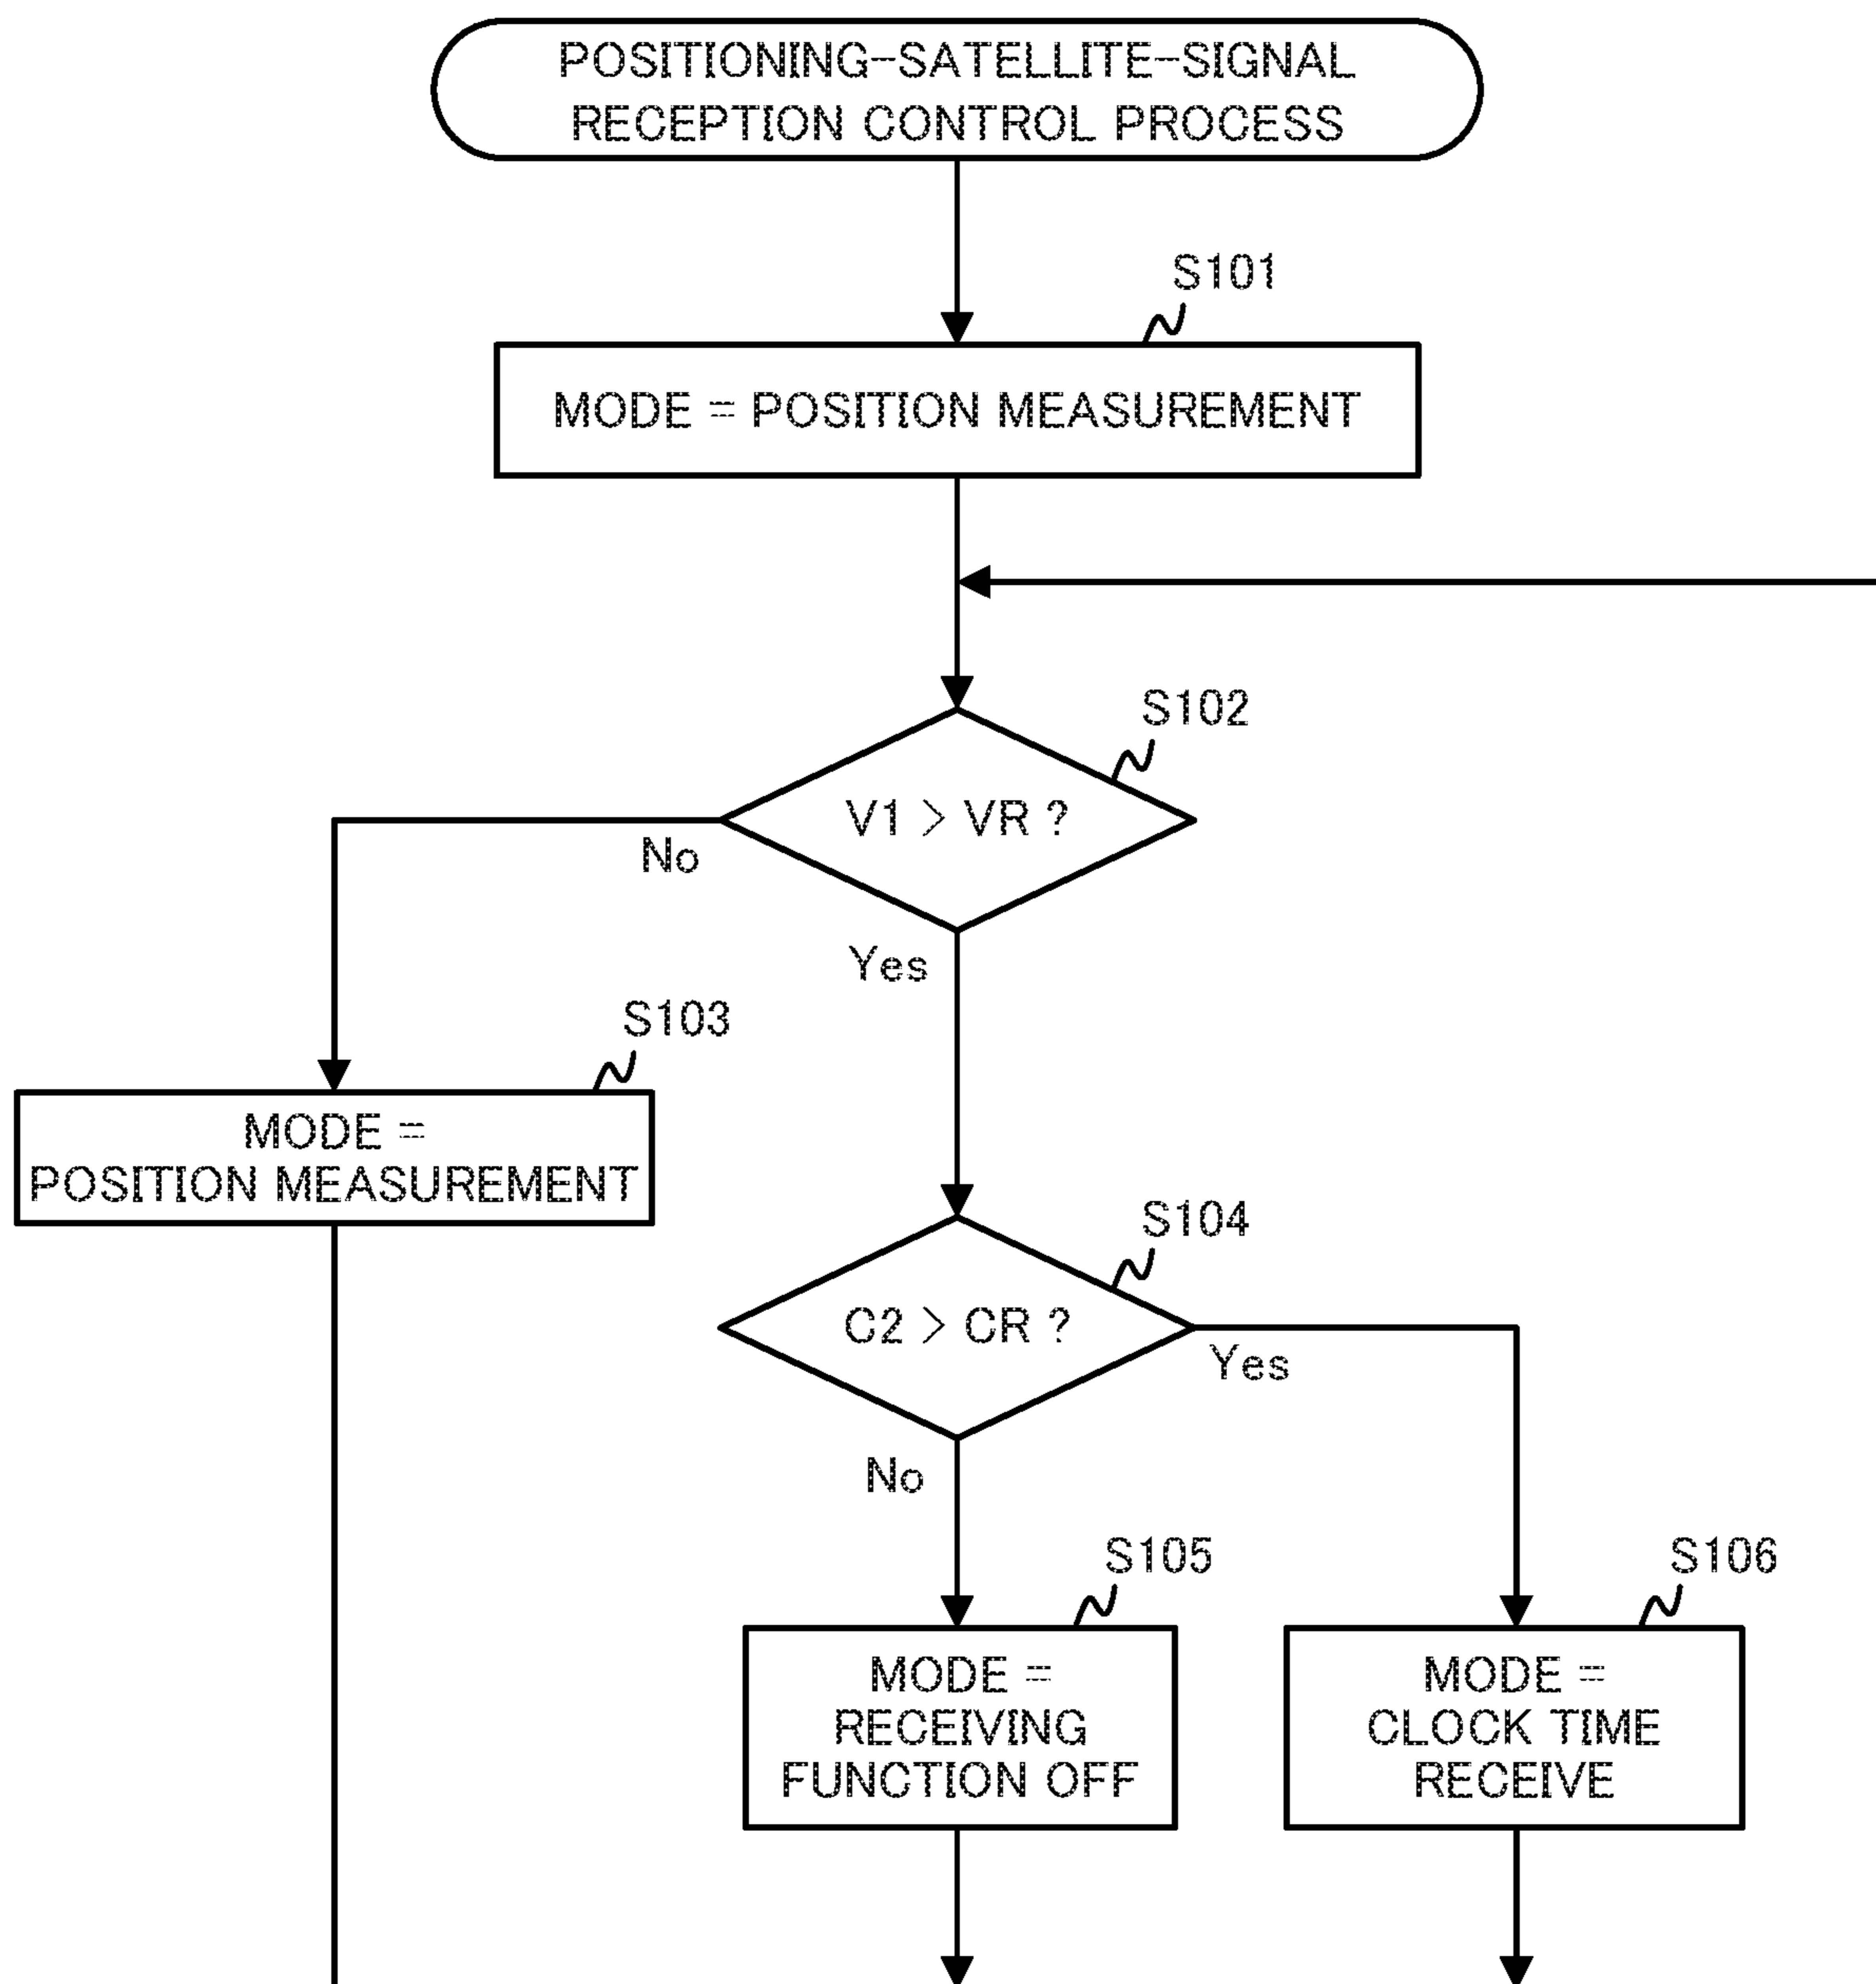 POSITIONING-SATELLITE-SIGNAL
RECEPTION CONTROL PROCESS
S101
MODE = POSITION MEASUREMENT
S102
V1 > VR ?
No
Yes
S103
MODE =
POSITION MEASUREMENT
S104
C2 > CR ?
Yes
No
S105
MODE =
RECEIVING
FUNCTION OFF
S106
MODE =
CLOCK TIME
RECEIVE